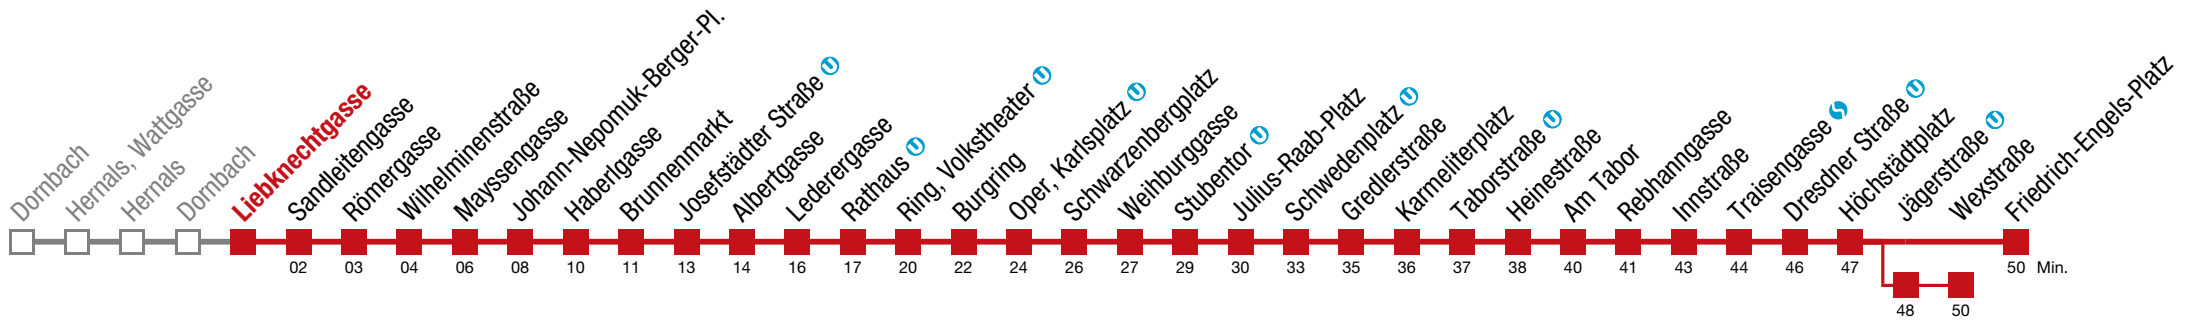 Dornbach
Hernals, Wattgasse
Hernals
Dornbach
Liebknechtgasse
Sandleitengasse
Römergasse
Wilhelminenstraße
Mayssengasse
Johann-Nepomuk-Berger-Pl.
Haberlgasse
Brunnenmarkt
Josefstädter Straße U
Albertgasse
Lederergasse
Rathaus U
Ring, Volkstheater U
Burgring
Oper, Karlsplatz U
Schwarzenbergplatz
Weihburggasse
Stubentor U
Julius-Raab-Platz
Schwedenplatz U
Gredlerstraße
Karmeliterplatz
Taborstraße U
Heinestraße
Am Tabor
Rebhanngasse
Innstraße
Traisengasse S
Dresdner Straße U
Höchstädtplatz
Jägerstraße U
Wexstraße
Friedrich-Engels-Platz
02 03 04 06 08 10 11 13 14 16 17 20 22 24 26 27 29 30 33 35 36 37 38 40 41 43 44 46 47 50 Min.
48 50